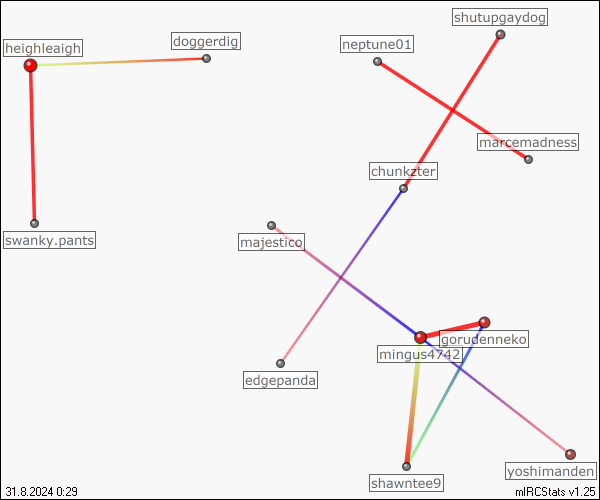 shutupgaydog
doggerdig
neptune01
heighleaigh
marcemadness
chunkzter
swanky.pants
majestico
gorudenneko
mingus4742
edgepanda
yoshimanden
shawntee9
31.8.2024 0:29
mIRCStats v1.25